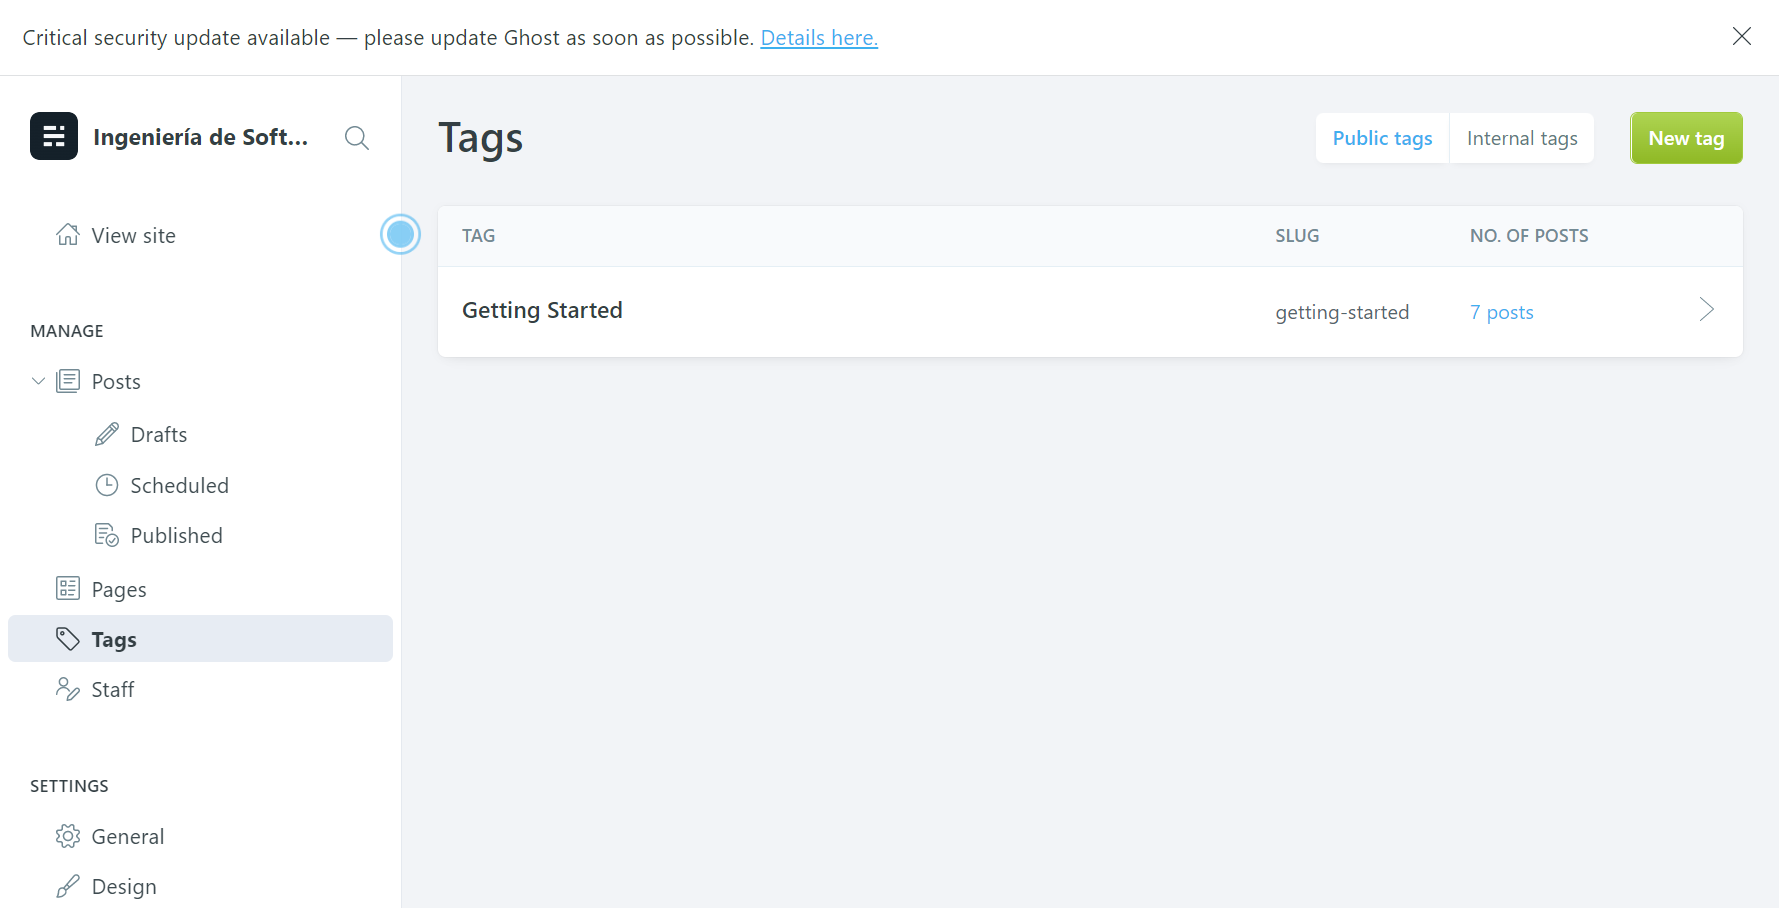 Critical security update available — please update Ghost as soon as possible. Details here.
Ingeniería de Soft...
View site
MANAGE
Posts
Drafts
Scheduled
Published
Pages
Tags
Staff
SETTINGS
General
Design
Tags
Public tags
Internal tags
New tag
TAG SLUG NO. OF POSTS
Getting Started getting-started 7 posts